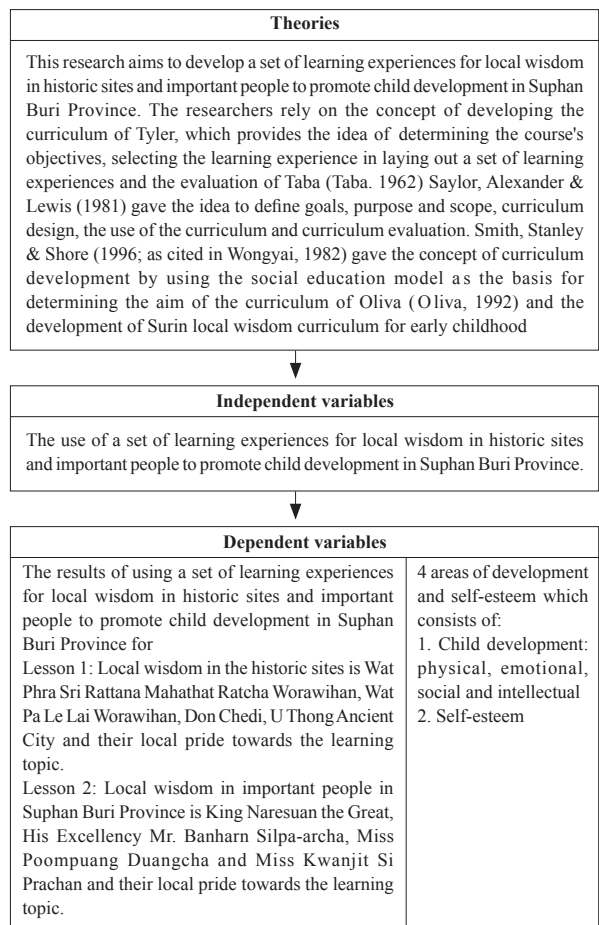 Theories
This research aims to develop a set of learning experiences for local wisdom
in historic sites and important people to promote child development in Suphan
Buri Province. The researchers rely on the concept of developing the
curriculum of Tyler, which provides the idea of determining the course's
objectives, selecting the learning experience in laying out a set of learning
experiences and the evaluation of Taba (Taba. 1962) Saylor, Alexander &
Lewis (1981) gave the idea to define goals, purpose and scope, curriculum
design, the use of the curriculum and curriculum evaluation. Smith, Stanley
& Shore (1996; as cited in Wongyai, 1982) gave the concept of curriculum
development by using the social education model as the basis for
determining the aim of the curriculum of Oliva (Oliva, 1992) and the
development of Surin local wisdom curriculum for early childhood
Independent variables
The use of a set of learning experiences for local wisdom in historic sites
and important people to promote child development in Suphan Buri Province.
Dependent variables
The results of using a set of learning experiences
for local wisdom in historic sites and important
people to promote child development in Suphan
Buri Province for
Lesson 1: Local wisdom in the historic sites is Wat
Phra Sri Rattana Mahathat Ratcha Worawihan, Wat
Pa Le Lai Worawihan, Don Chedi, U Thong Ancient
City and their local pride towards the learning
topic.
Lesson 2: Local wisdom in important people in
Suphan Buri Province is King Naresuan the Great,
His Excellency Mr. Banharn Silpa-archa, Miss
Poompuang Duangcha and Miss Kwanjit Si
Prachan and their local pride towards the learning
topic.
4 areas of development
and self-esteem which
consists of:
1. Child development:
physical, emotional,
social and intellectual
2. Self-esteem